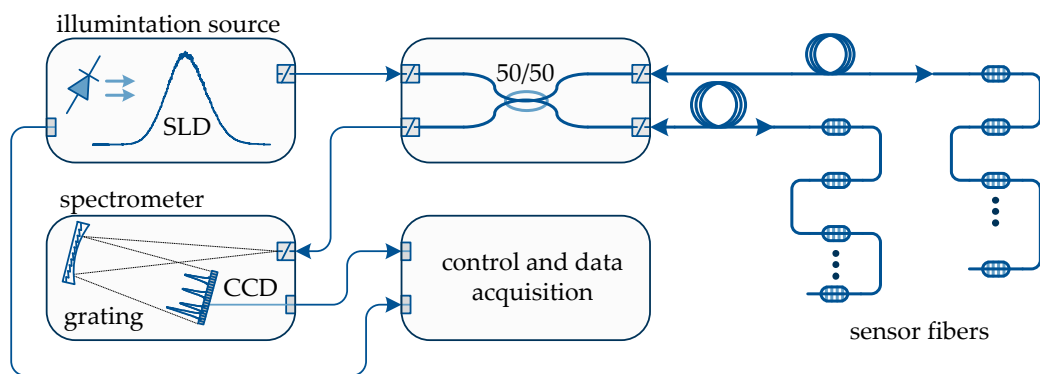 illumintation source
SLD
50/50
spectrometer
CCD
grating
control and data
acquisition
sensor fibers